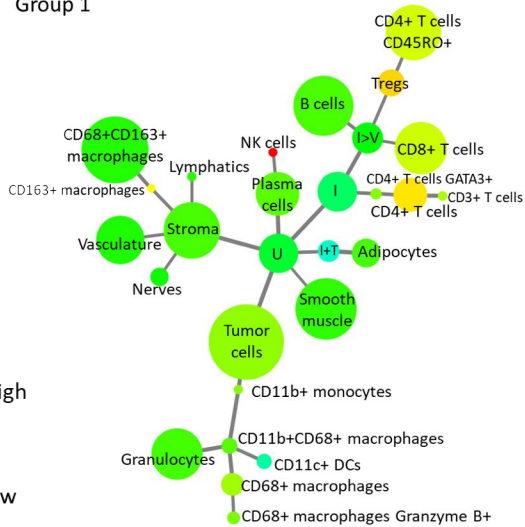 Group 1
CD4+ T cells
CD45RO+
Tregs
B cells
I>V
CD8+ T cells
NK cells
CD68+CD163+
macrophages
Lymphatics
CD163+ macrophages
Plasma
cells
I
CD4+ T cells GATA3+
CD3+ T cells
CD4+ T cells
Stroma
Vasculature
U
I+T
Adipocytes
Nerves
Smooth
muscle
Tumor
cells
igh
CD11b+ monocytes
CD11b+CD68+ macrophages
Granulocytes
CD11c+ DCs
CD68+ macrophages
w
CD68+ macrophages Granzyme B+